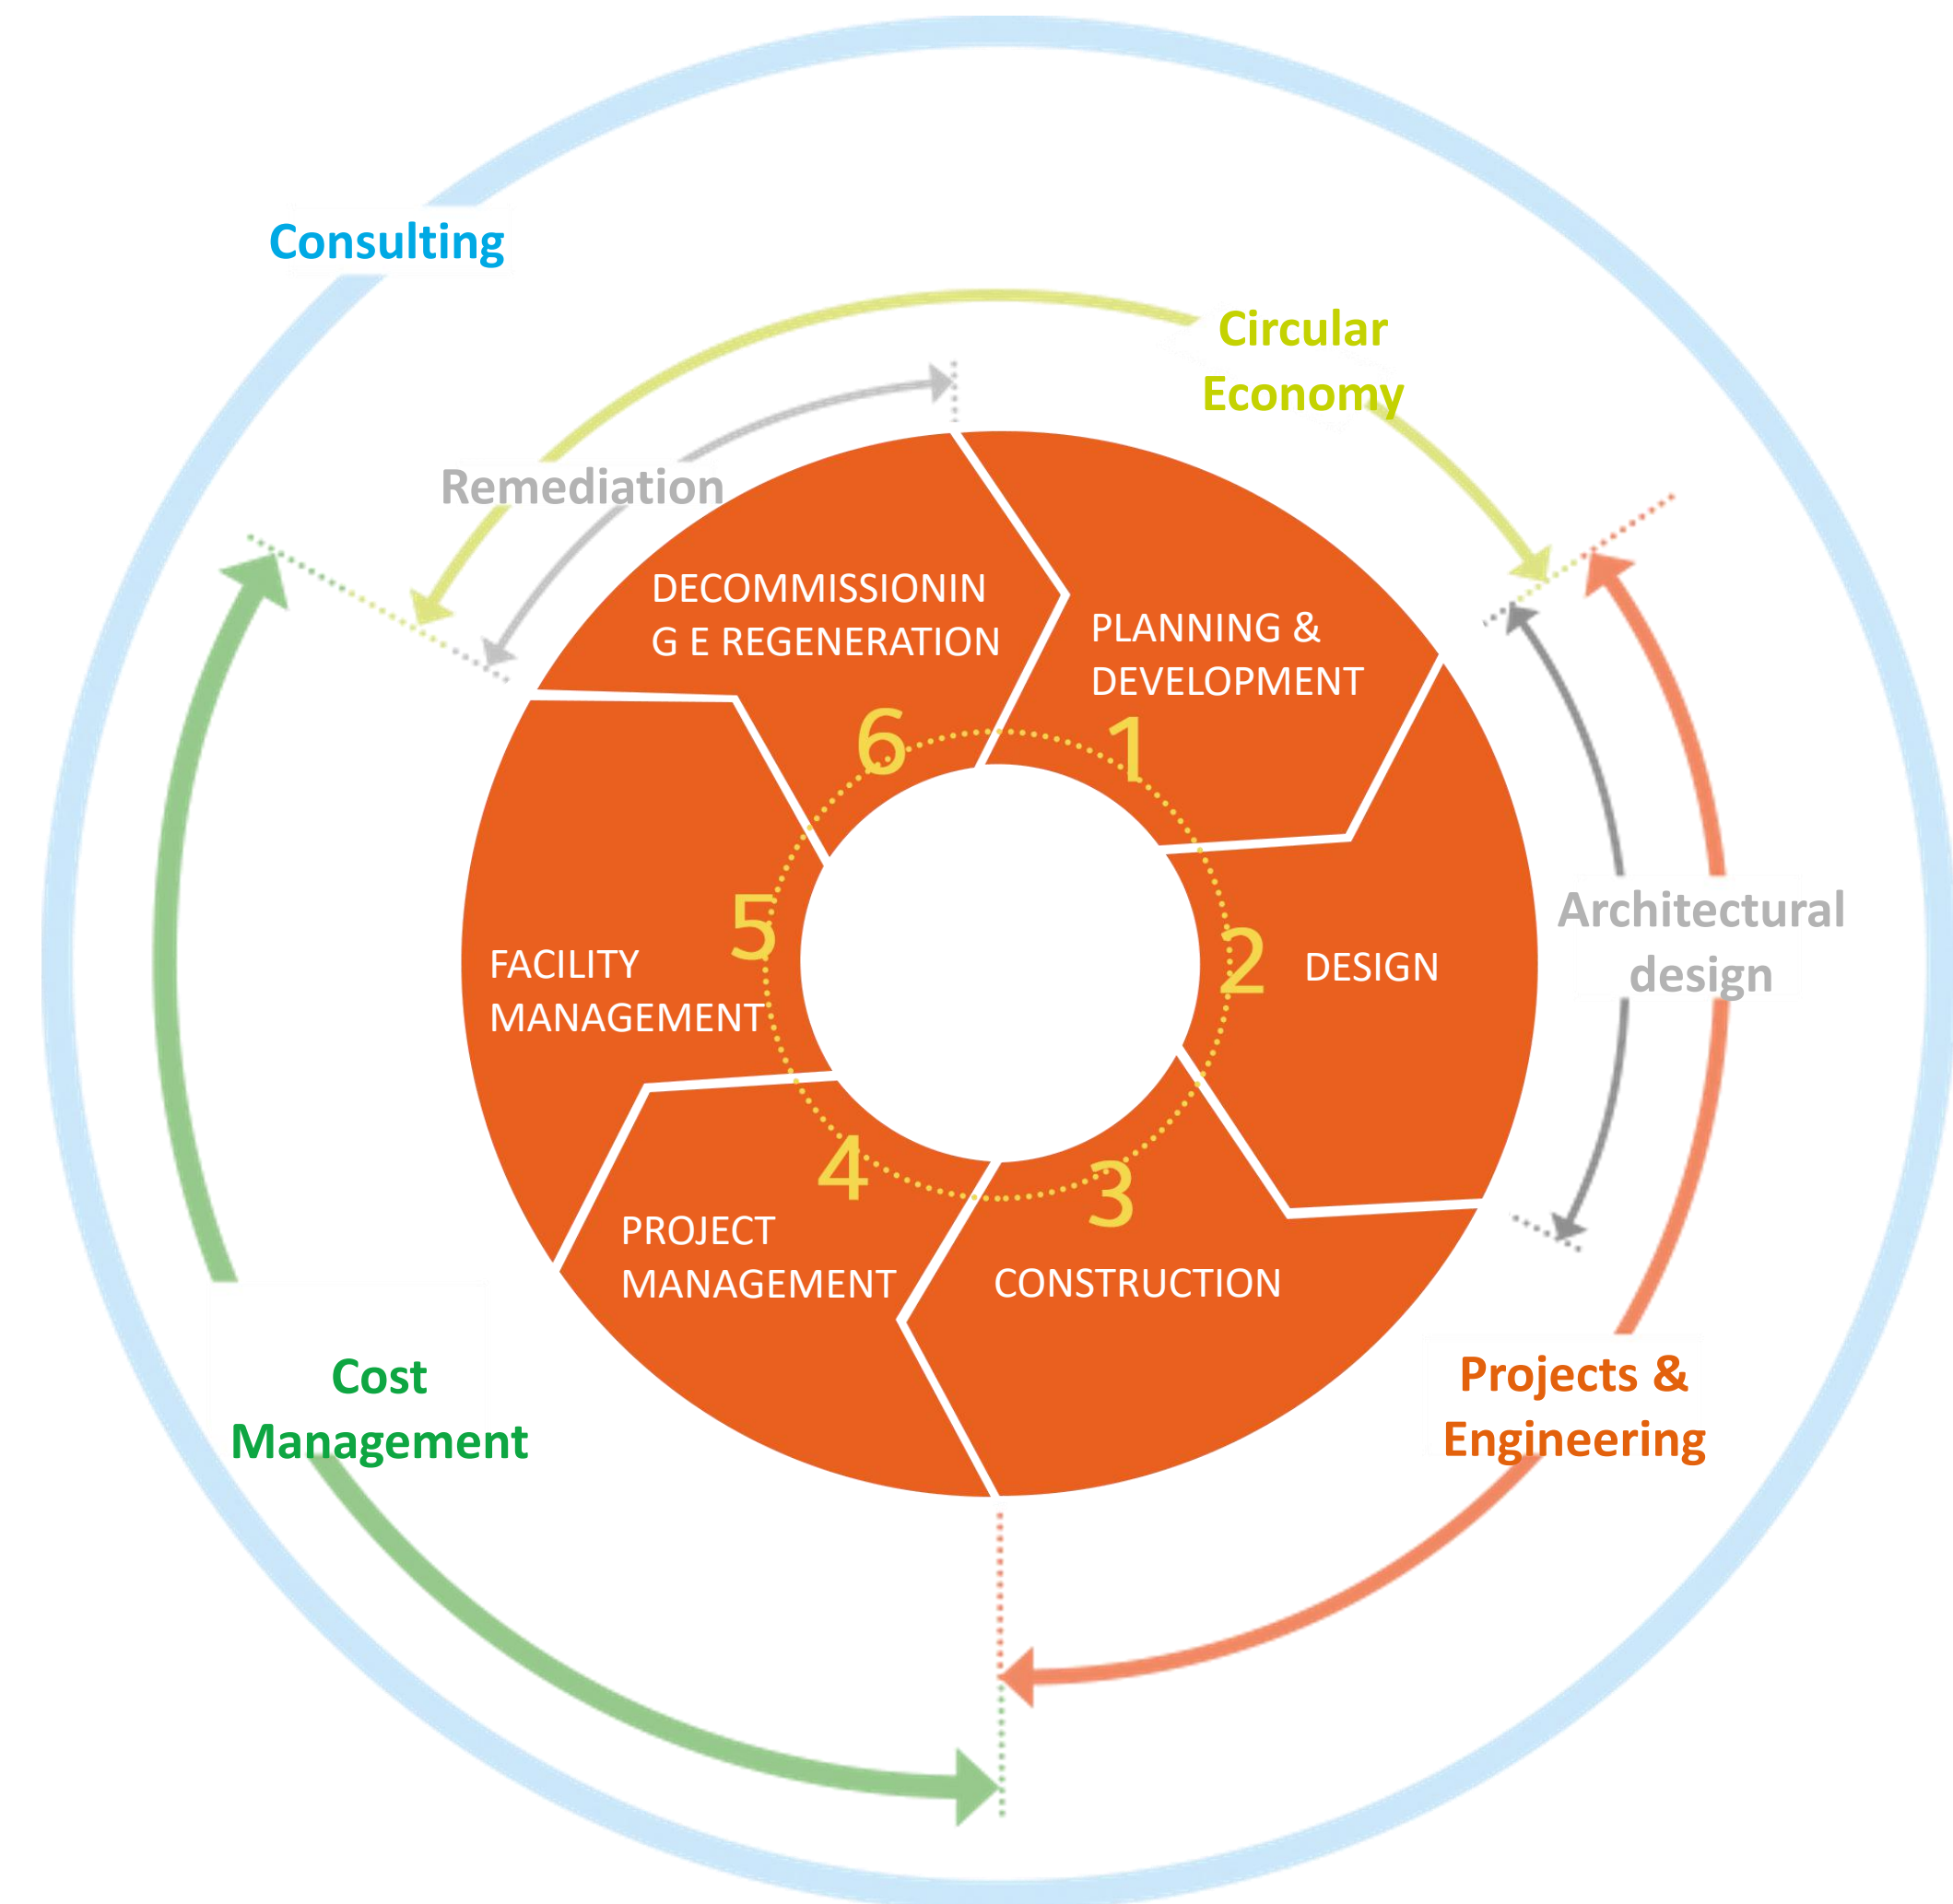 Consulting
Circular
Economy
Remediation
DECOMMISSIONIN
G E REGENERATION
PLANNING &
DEVELOPMENT
6
1
Architectural
design
5
2
FACILITY
MANAGEMENT
DESIGN
4
3
PROJECT
MANAGEMENT
CONSTRUCTION
Cost
Management
Projects &
Engineering